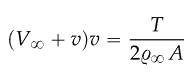 (V∞ + v)v = T / 2ϱ∞ A